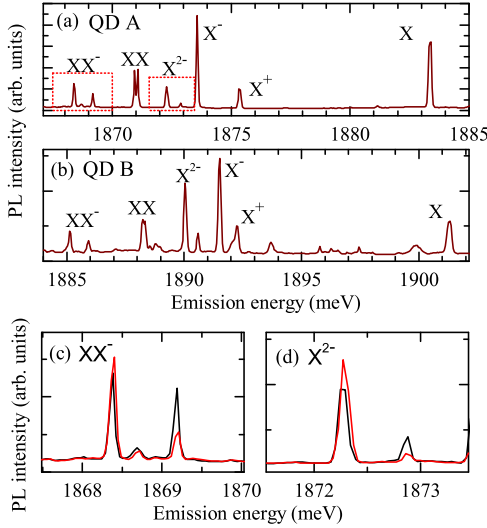 (a) QD A
XX⁻
XX
X²⁻
X⁻
X⁺
X
1870
1875
1880
1885
PL intensity (arb. units)
(b) QD B
XX⁻
XX
X²⁻
X⁻
X⁺
X
1885
1890
1895
1900
Emission energy (meV)
(c) XX⁻
1868
1869
1870
(d) X²⁻
1872
1873
PL intensity (arb. units)
Emission energy (meV)